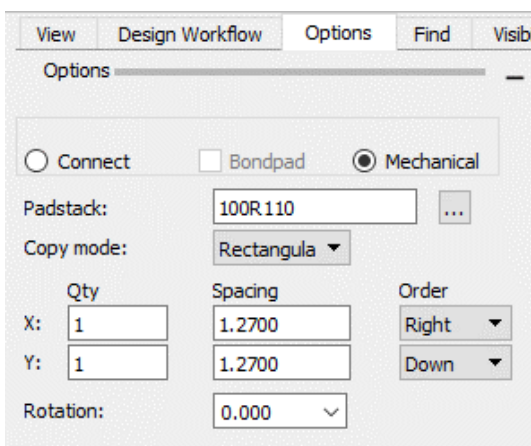 View Design Workflow Options Find Visib
Options
Connect Bondpad Mechanical
Padstack: 100R110 ...
Copy mode: Rectangula
Qty Spacing Order
X: 1 1.2700 Right
Y: 1 1.2700 Down
Rotation: 0.000